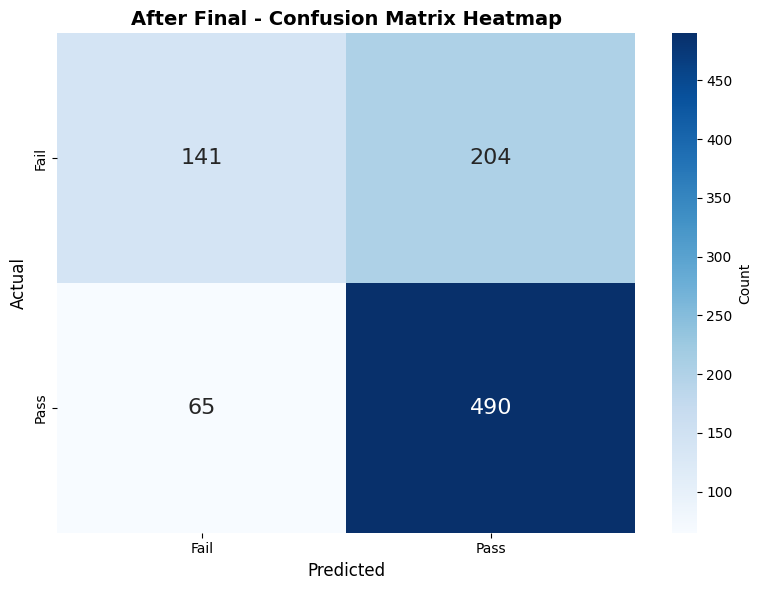 After Final - Confusion Matrix Heatmap
Fail
141
204
Pass
65
490
Actual
Fail
Pass
Predicted
450
400
350
300
250
200
150
100
Count